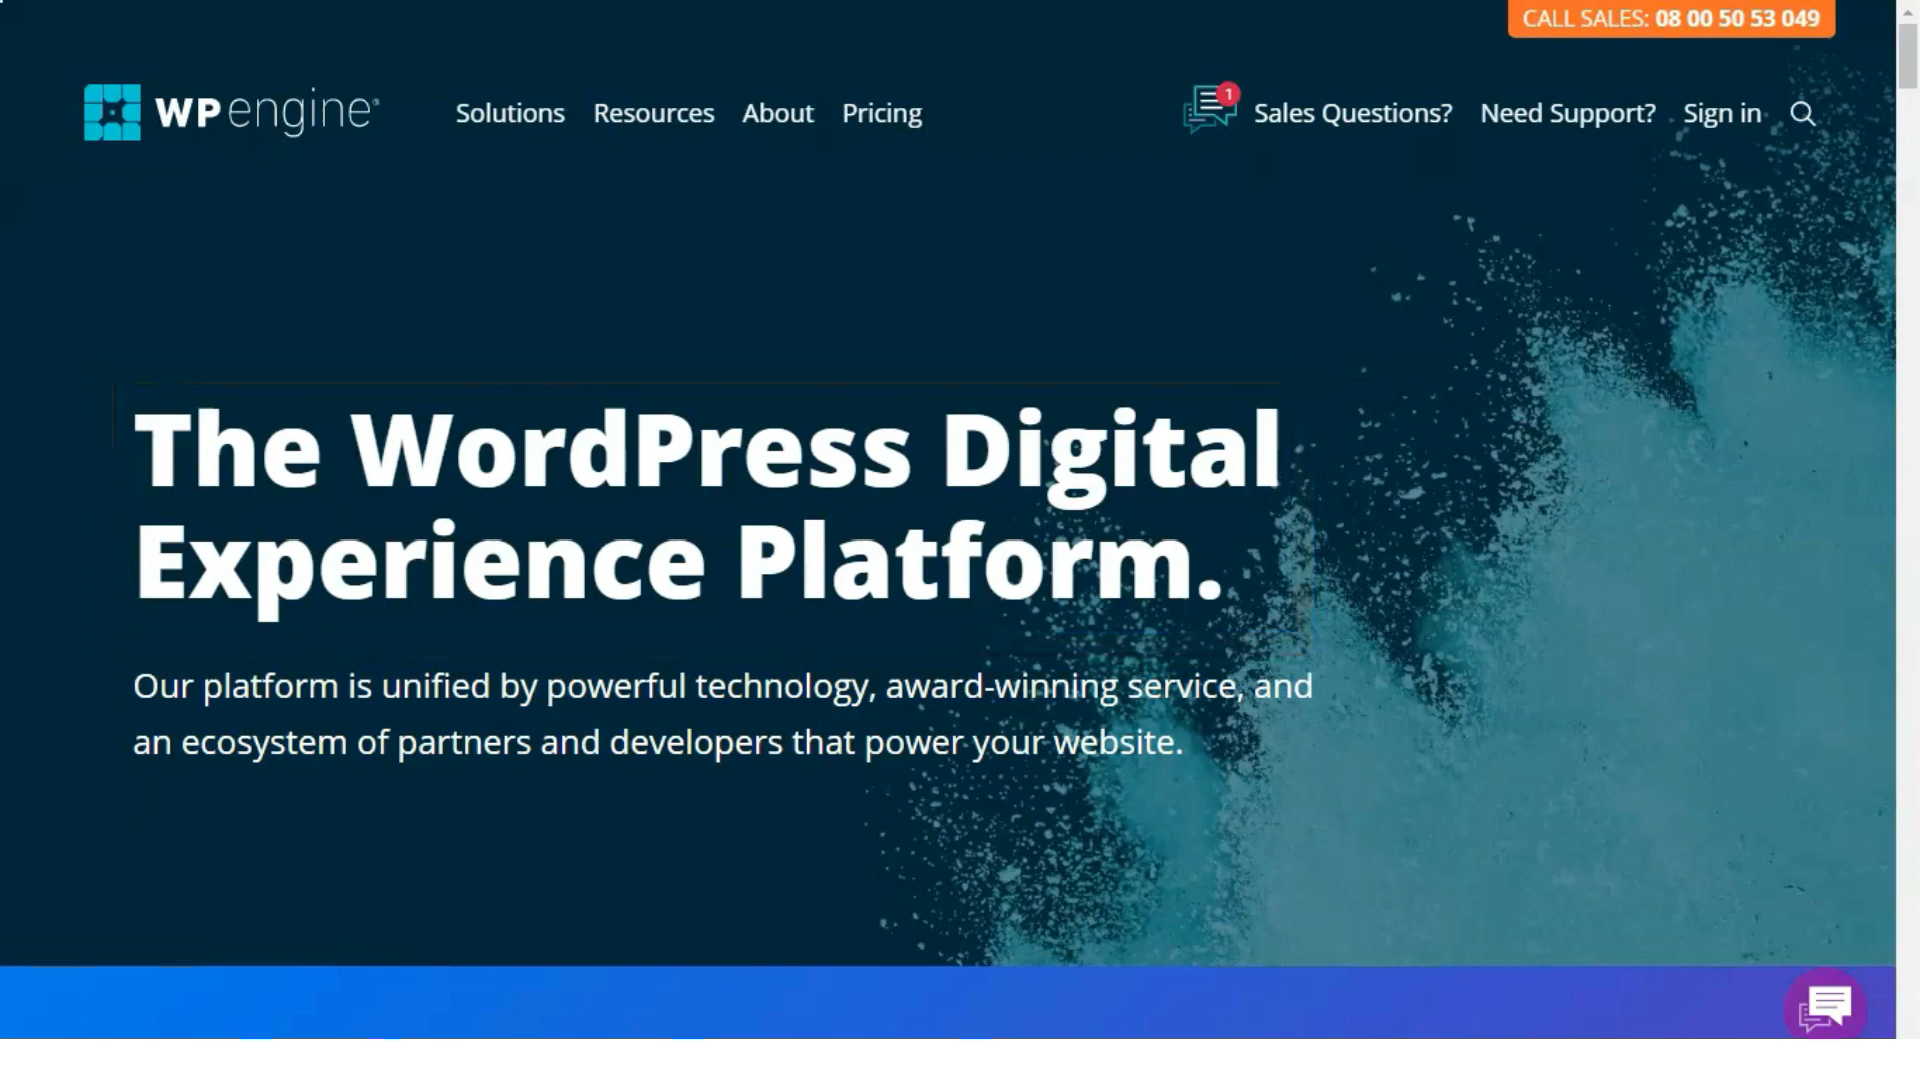 CALL SALES: 08 00 50 53 049
WP engine®
Solutions Resources About Pricing
1
Sales Questions? Need Support? Sign in
The WordPress Digital
Experience Platform.
Our platform is unified by powerful technology, award-winning service, and
an ecosystem of partners and developers that power your website.